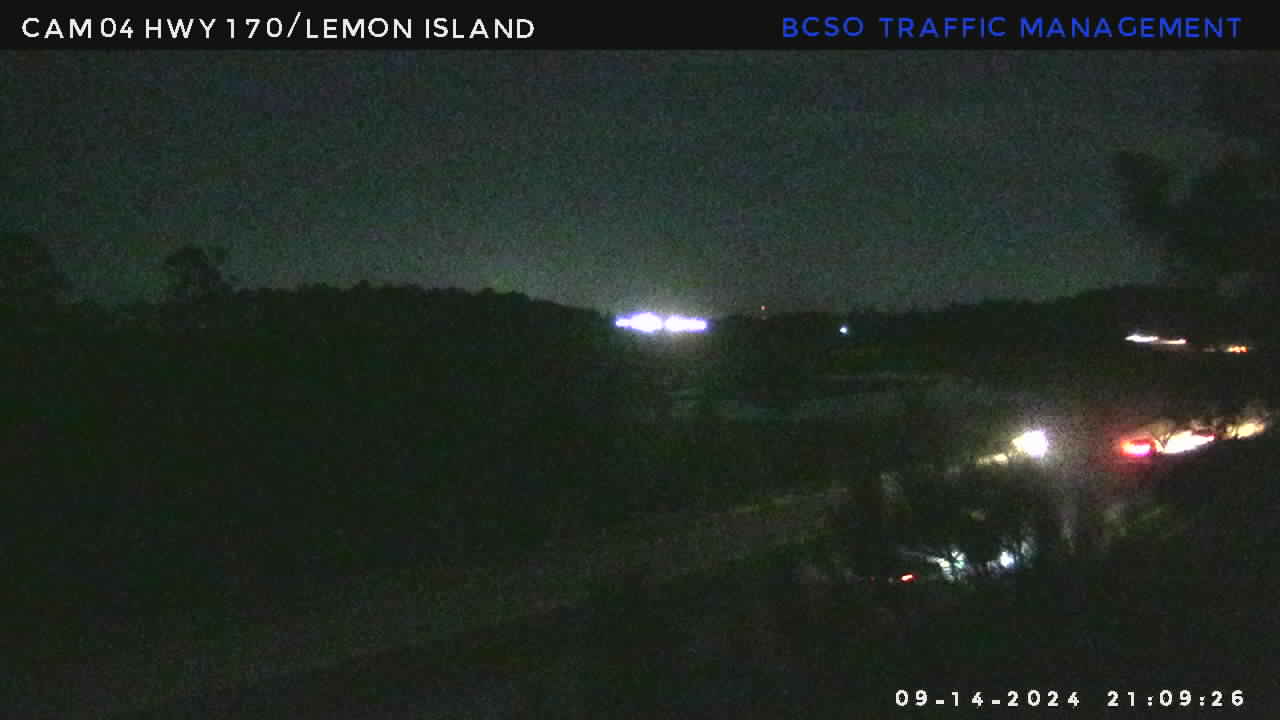 CAM04 HWY 170/LEMON ISLAND
BCSO TRAFFIC MANAGEMENT
09-14-2024 21:09:26